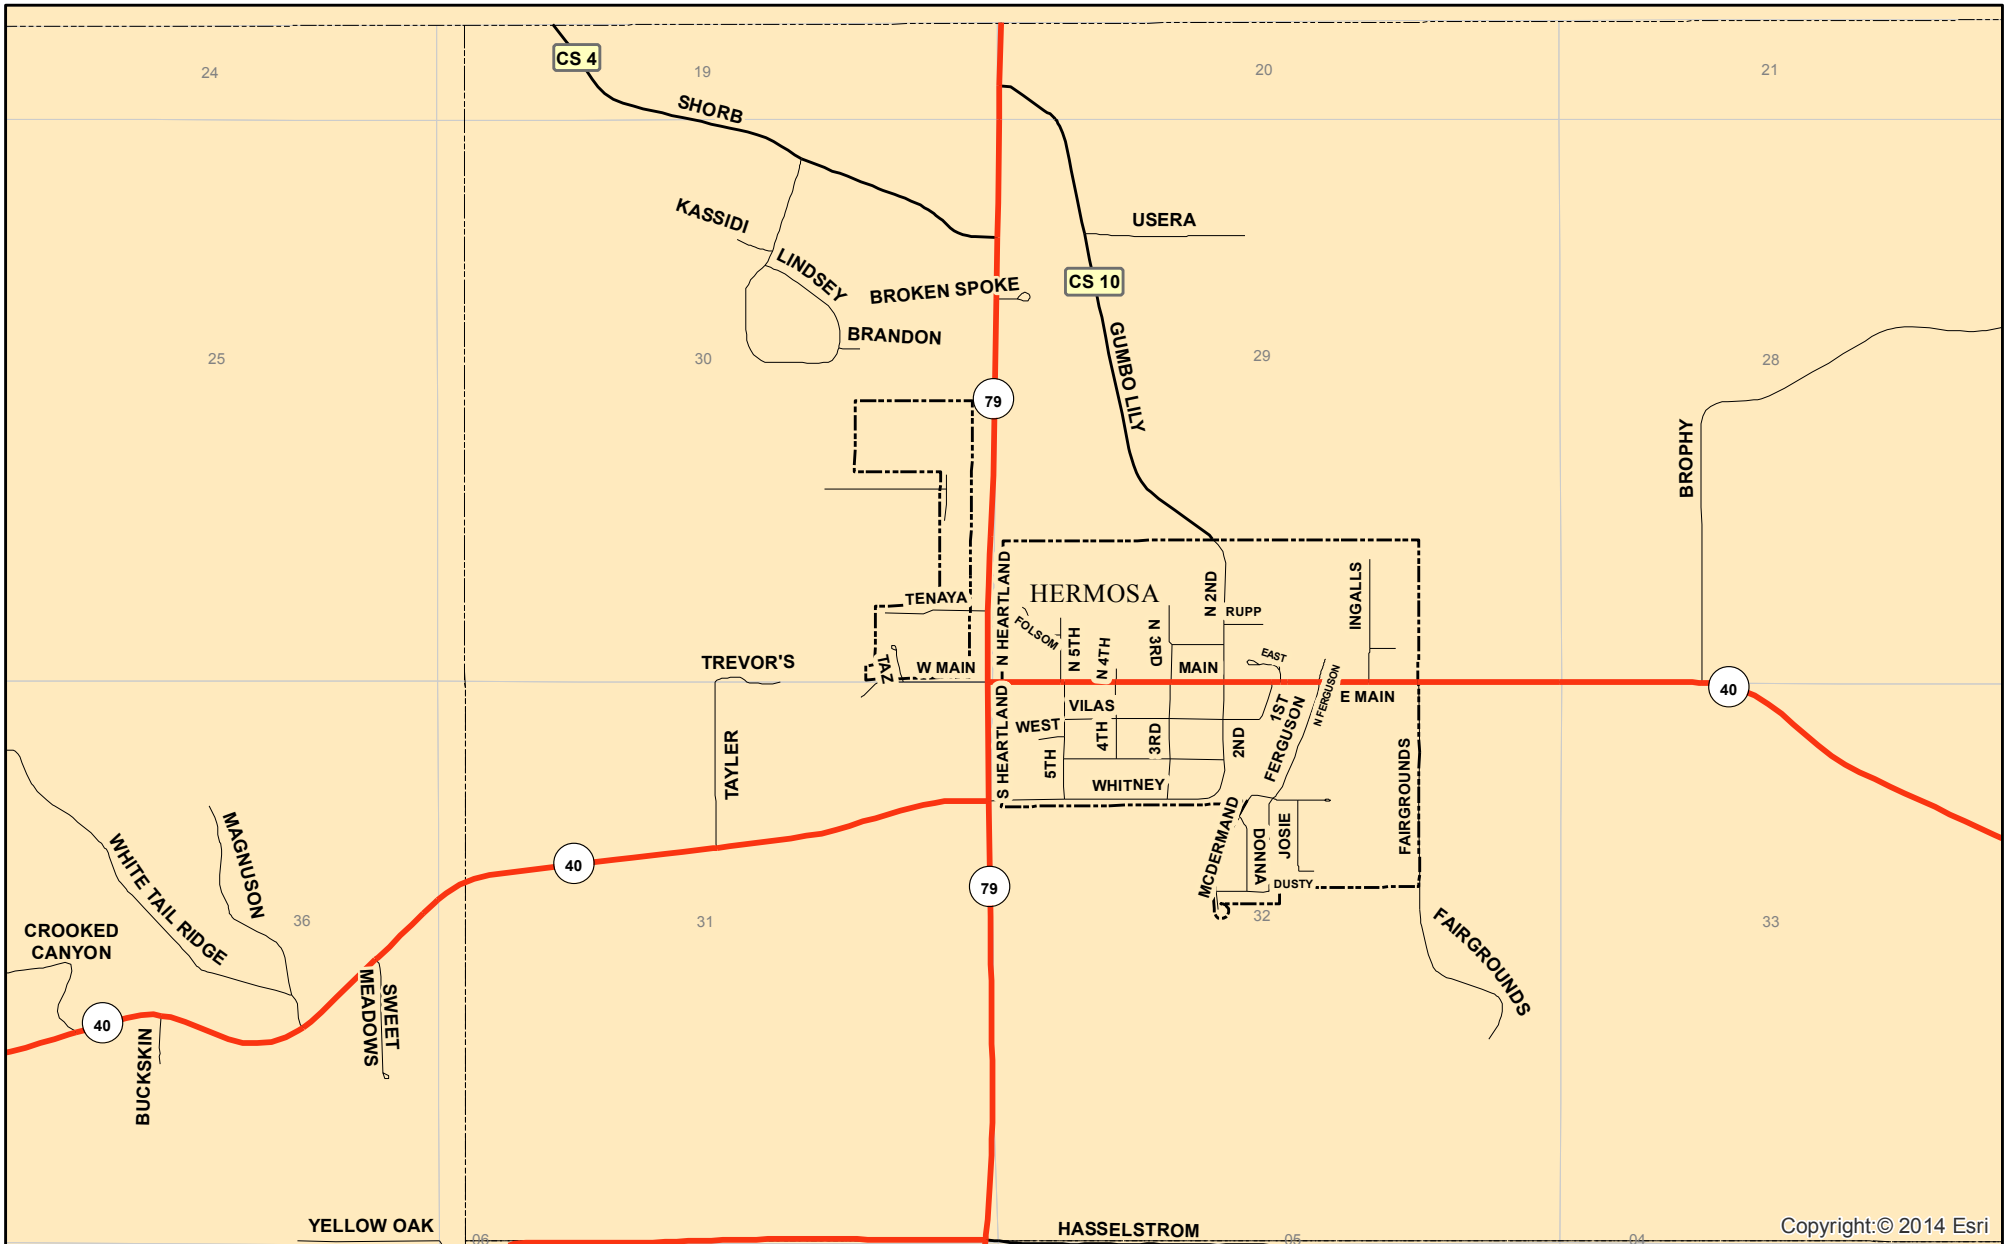 CS 4
24
19
20
21
SHORB
KASSIDI
USERA
LINDSEY
BROKEN SPOKE
CS 10
BRANDON
GUMBO LILY
25
30
29
28
79
BROPHY
HERMOSA
TENAYA
N HEARTLAND
FOLSOM
N 5TH
N 4TH
N 3RD
N 2ND
RUPP
INGALLS
EAST
TREVOR'S
TAZ
W MAIN
MAIN
N FERGUSON
E MAIN
40
VILAS
WEST
S HEARTLAND
5TH
4TH
3RD
2ND
1ST
FERGUSON
TAYLER
WHITNEY
FAIRGROUNDS
MCDERMAND
DONNA
JOSIE
DUSTY
40
79
MAGNUSON
WHITE TAIL RIDGE
36
31
32
33
CROOKED
CANYON
FAIRGROUNDS
40
SWEET
MEADOWS
BUCKSKIN
YELLOW OAK
HASSELSTROM
06
05
04
Copyright:© 2014 Esri